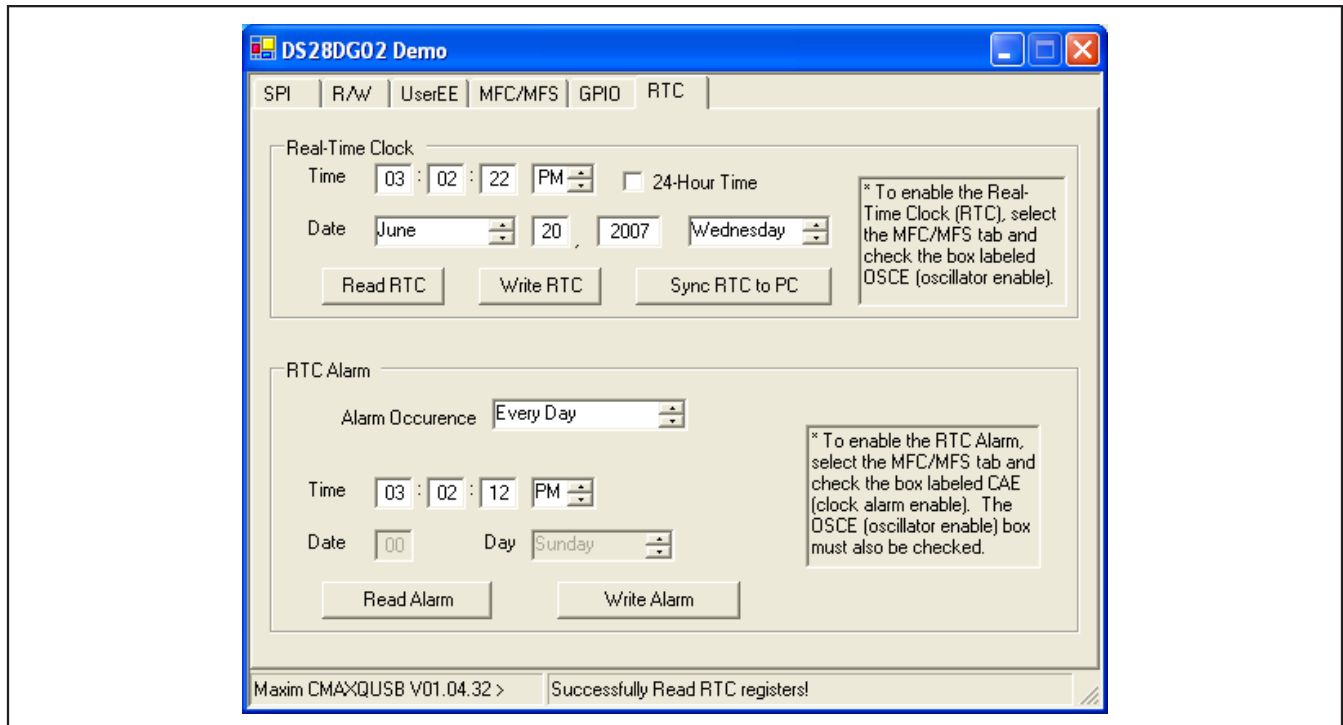 DS28DG02 Demo
SPI R/W UserEE MFC/MFS GPIO RTC
Real-Time Clock
Time 03 : 02 : 22 PM 24-Hour Time
Date June 20 , 2007 Wednesday
Read RTC Write RTC Sync RTC to PC
* To enable the Real-
Time Clock (RTC), select
the MFC/MFS tab and
check the box labeled
OSCE (oscillator enable).
RTC Alarm
Alarm Occurence Every Day
Time 03 : 02 : 12 PM
Date 00 Day Sunday
Read Alarm Write Alarm
* To enable the RTC Alarm,
select the MFC/MFS tab and
check the box labeled CAE
(clock alarm enable). The
OSCE (oscillator enable) box
must also be checked.
Maxim CMAXQUSB V01.04.32 > Successfully Read RTC registers!